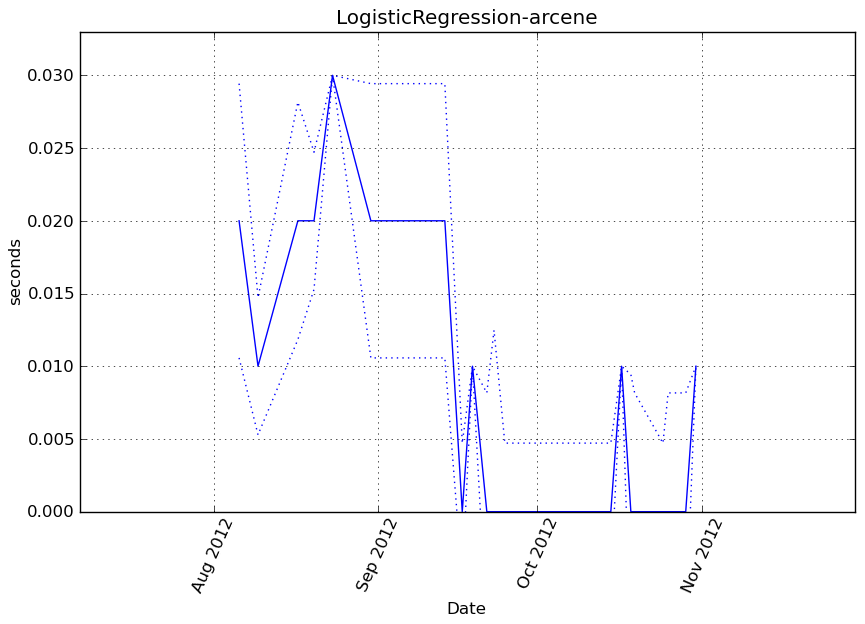 LogisticRegression-arcene
0.030
0.025
0.020
0.015
0.010
0.005
0.000
seconds
Aug 2012
Sep 2012
Oct 2012
Nov 2012
Date